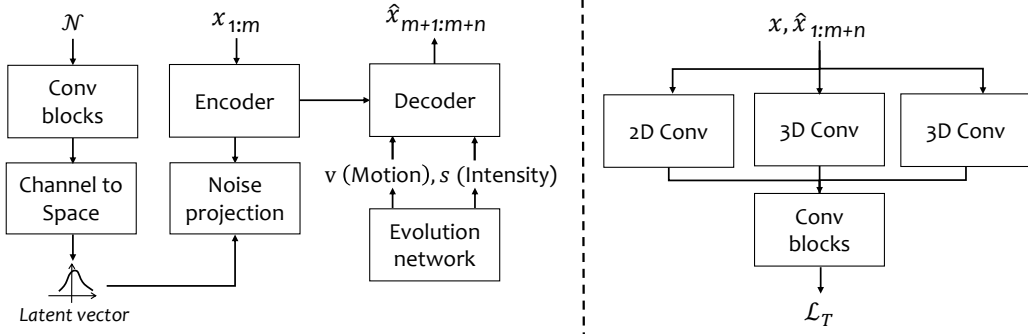 𝒩
x1:m
x̂m+1:m+n
Conv
blocks
Encoder
Decoder
Channel to
Space
Noise
projection
v (Motion), s (Intensity)
Evolution
network
Latent vector
x, x̂1:m+n
2D Conv
3D Conv
3D Conv
Conv
blocks
ℒT